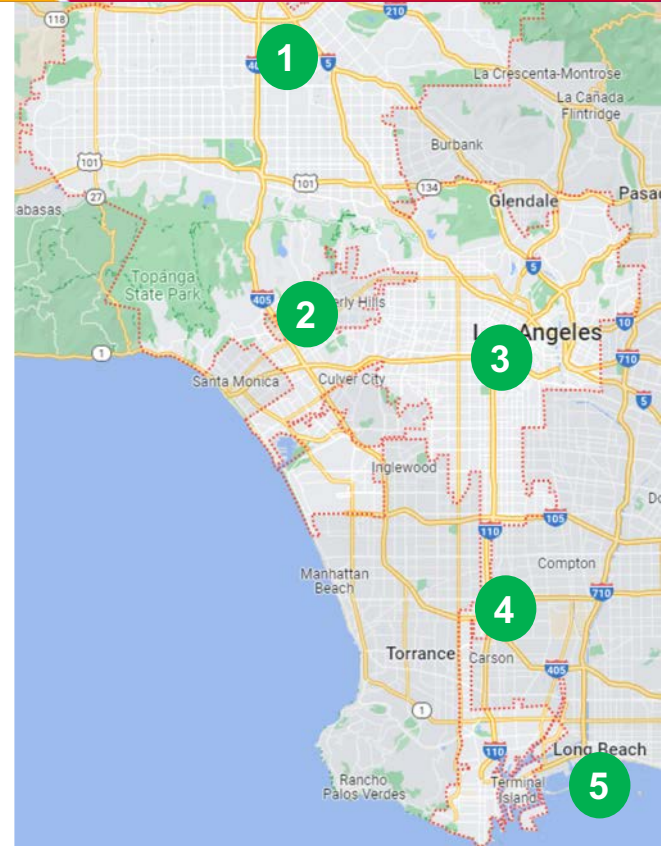 118
210
1
405
5
La Crescenta-Montrose
La Cañada
Flintridge
Burbank
101
101
134
27
Glendale
Pasad
abasas
Topanga
State Park
5
405
2
erly Hills
Los Angeles
10
3
710
1
Santa Monica
Culver City
5
Inglewood
Do
105
110
Manhattan
Beach
Compton
710
4
Torrance
Carson
405
1
110
Long Beach
Rancho
Palos Verdes
Terminal
Island
5